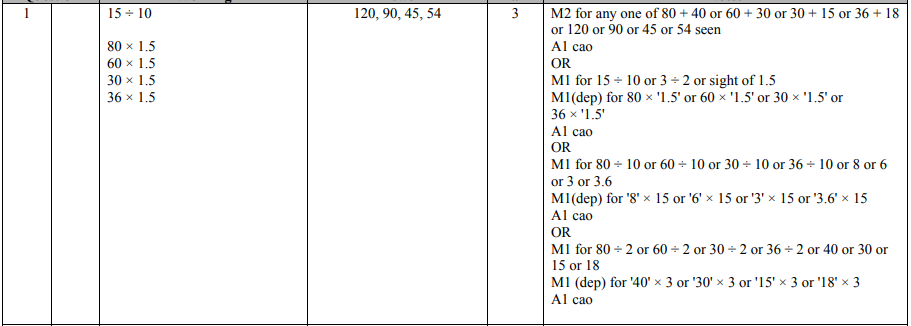 1
15 ÷ 10
120, 90, 45, 54
3
80 × 1.5
60 × 1.5
30 × 1.5
36 × 1.5
M2 for any one of 80 + 40 or 60 + 30 or 30 + 15 or 36 + 18
or 120 or 90 or 45 or 54 seen
A1 cao
OR
M1 for 15 ÷ 10 or 3 ÷ 2 or sight of 1.5
M1(dep) for 80 × '1.5' or 60 × '1.5' or 30 × '1.5' or
36 × '1.5'
A1 cao
OR
M1 for 80 ÷ 10 or 60 ÷ 10 or 30 ÷ 10 or 36 ÷ 10 or 8 or 6
or 3 or 3.6
M1(dep) for '8' × 15 or '6' × 15 or '3' × 15 or '3.6' × 15
A1 cao
OR
M1 for 80 ÷ 2 or 60 ÷ 2 or 30 ÷ 2 or 36 ÷ 2 or 40 or 30 or
15 or 18
M1 (dep) for '40' × 3 or '30' × 3 or '15' × 3 or '18' × 3
A1 cao